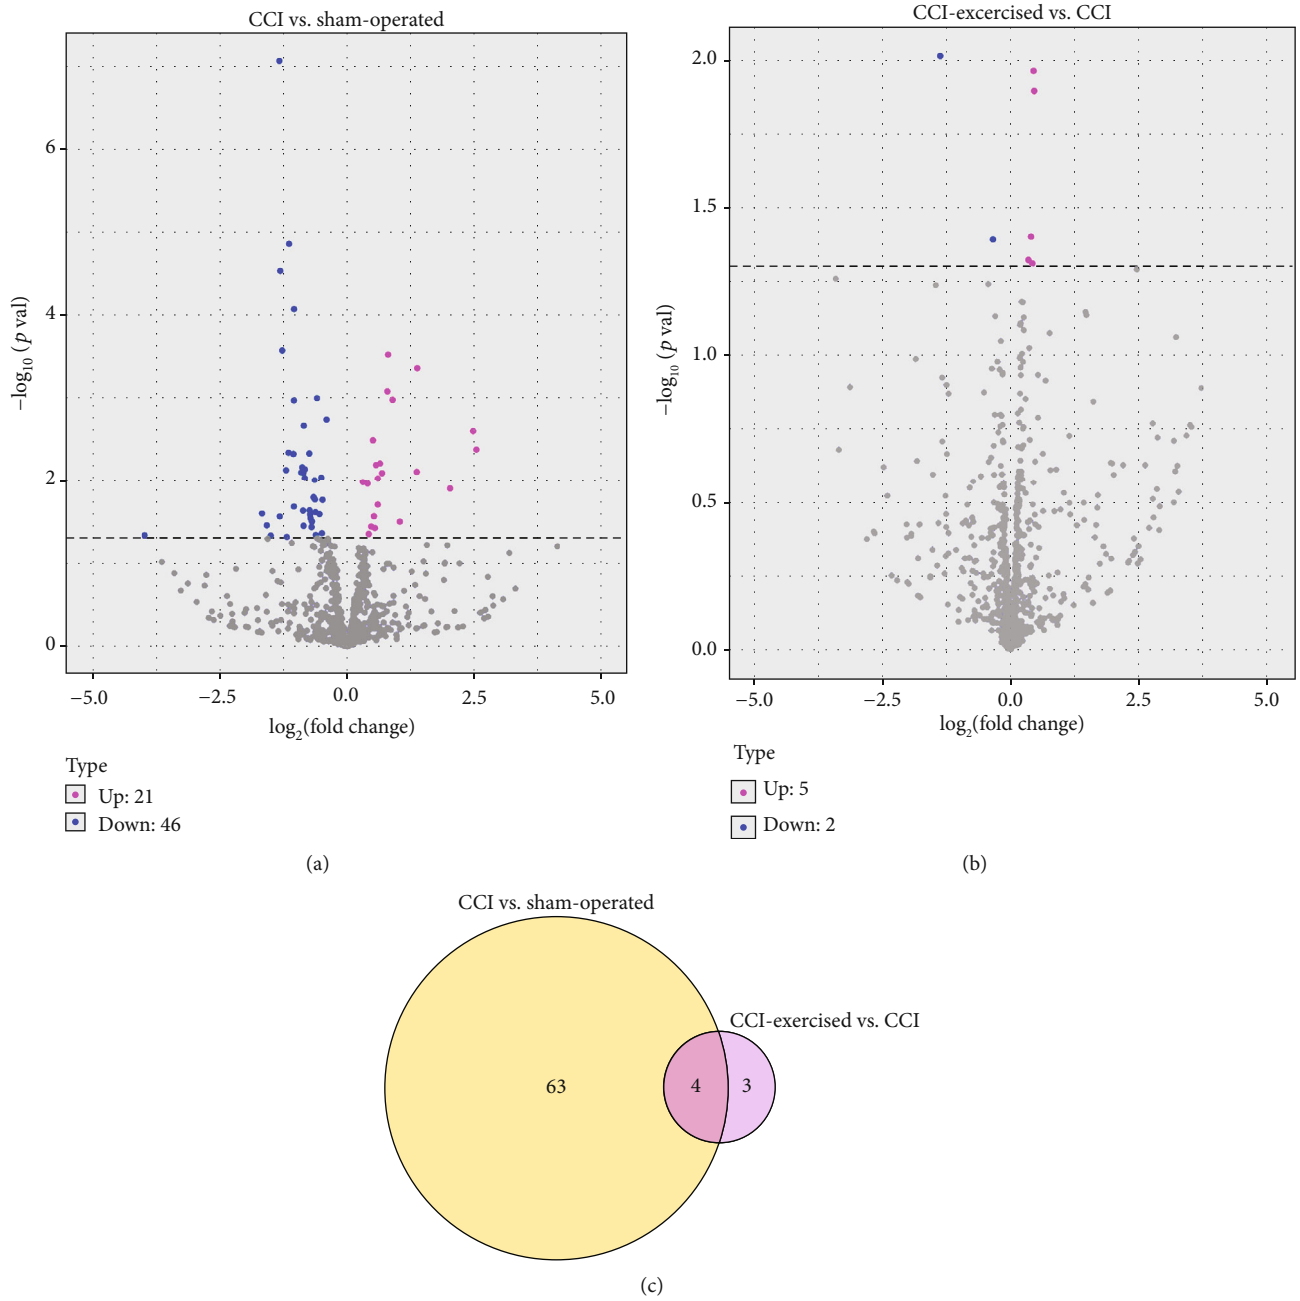 CCI vs. sham-operated
6
4
2
0
−log10 (p val)
−5.0 −2.5 0.0 2.5 5.0
log2(fold change)
Type
Up: 21
Down: 46
(a)
CCI-excercised vs. CCI
2.0
1.5
1.0
0.5
0.0
−log10 (p val)
−5.0 −2.5 0.0 2.5 5.0
log2(fold change)
Type
Up: 5
Down: 2
(b)
CCI vs. sham-operated
CCI-exercised vs. CCI
63 4 3
(c)